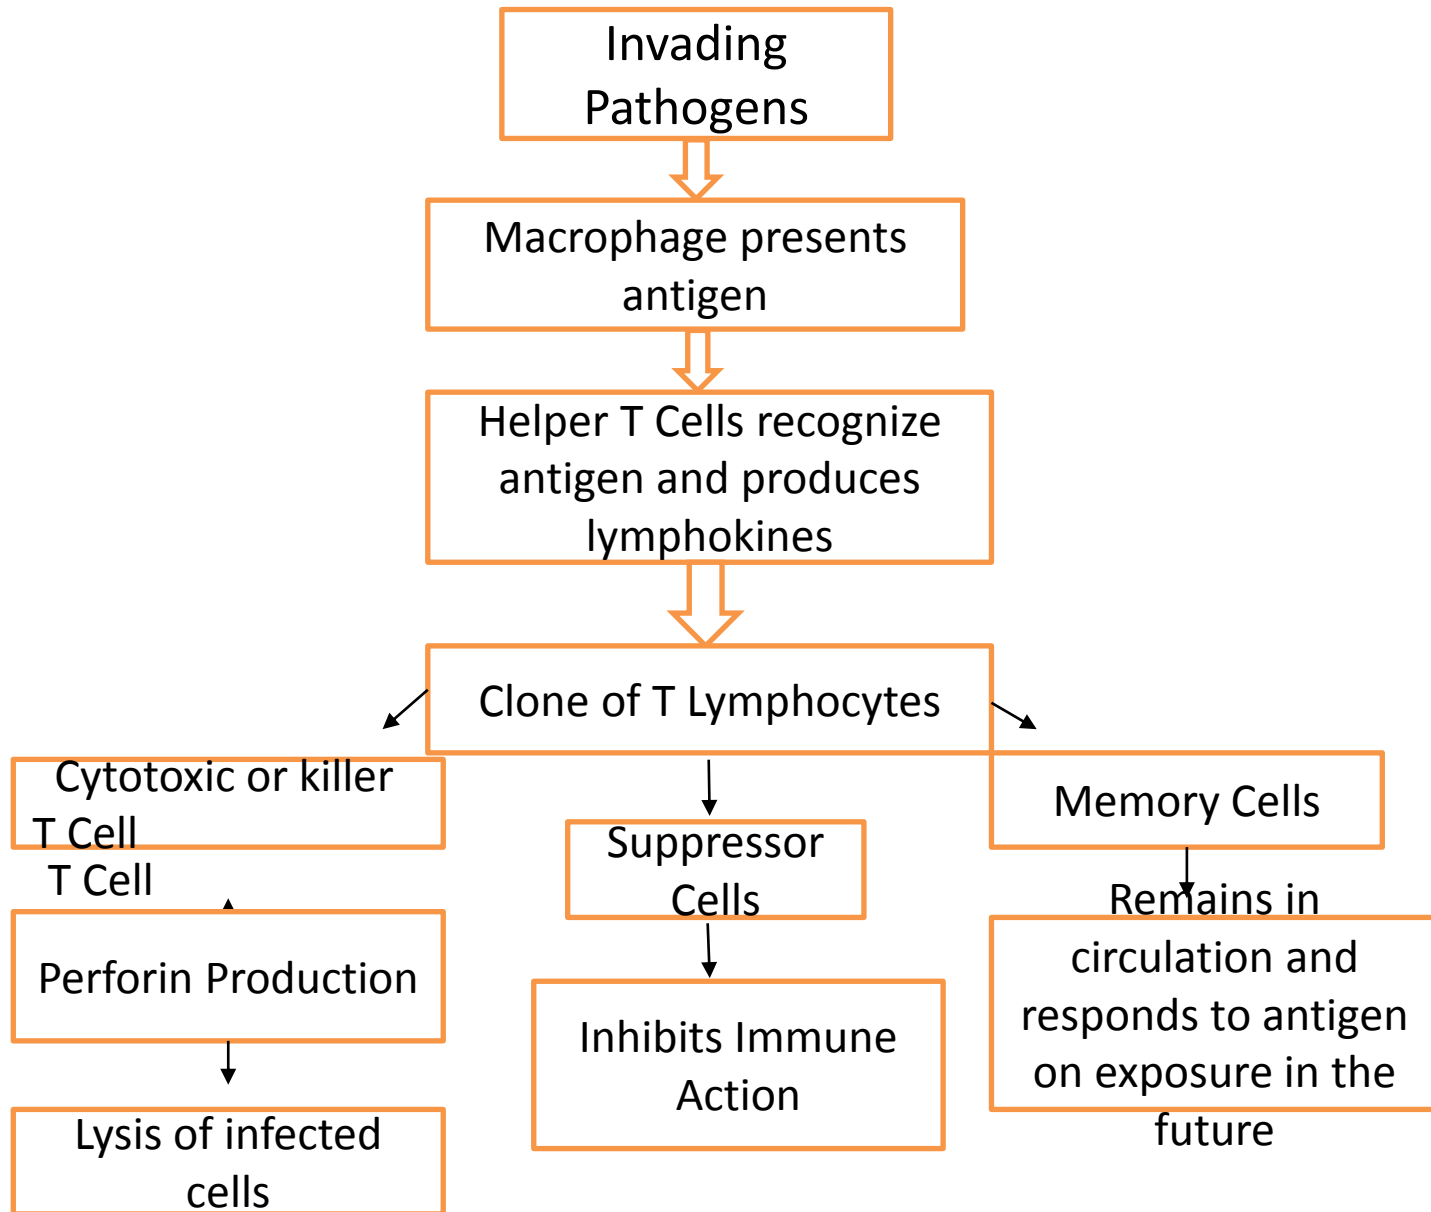 Invading
Pathogens
Macrophage presents
antigen
Helper T Cells recognize
antigen and produces
lymphokines
Clone of T Lymphocytes
Cytotoxic or killer
T Cell
T Cell
Perforin Production
Lysis of infected
cells
Suppressor
Cells
Inhibits Immune
Action
Memory Cells
Remains in
circulation and
responds to antigen
on exposure in the
future